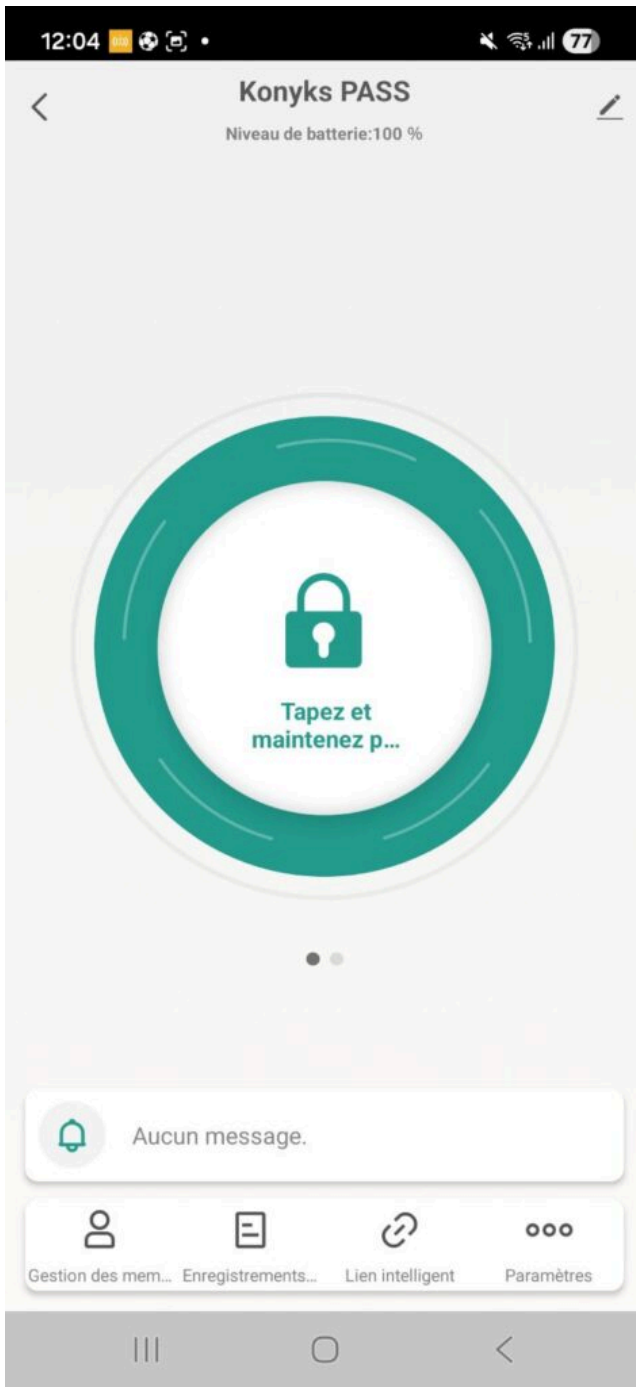 12:04
77
Konyks PASS
Niveau de batterie:100 %
Tapez et
maintenez p...
Aucun message.
Gestion des mem... Enregistrements... Lien intelligent Paramètres